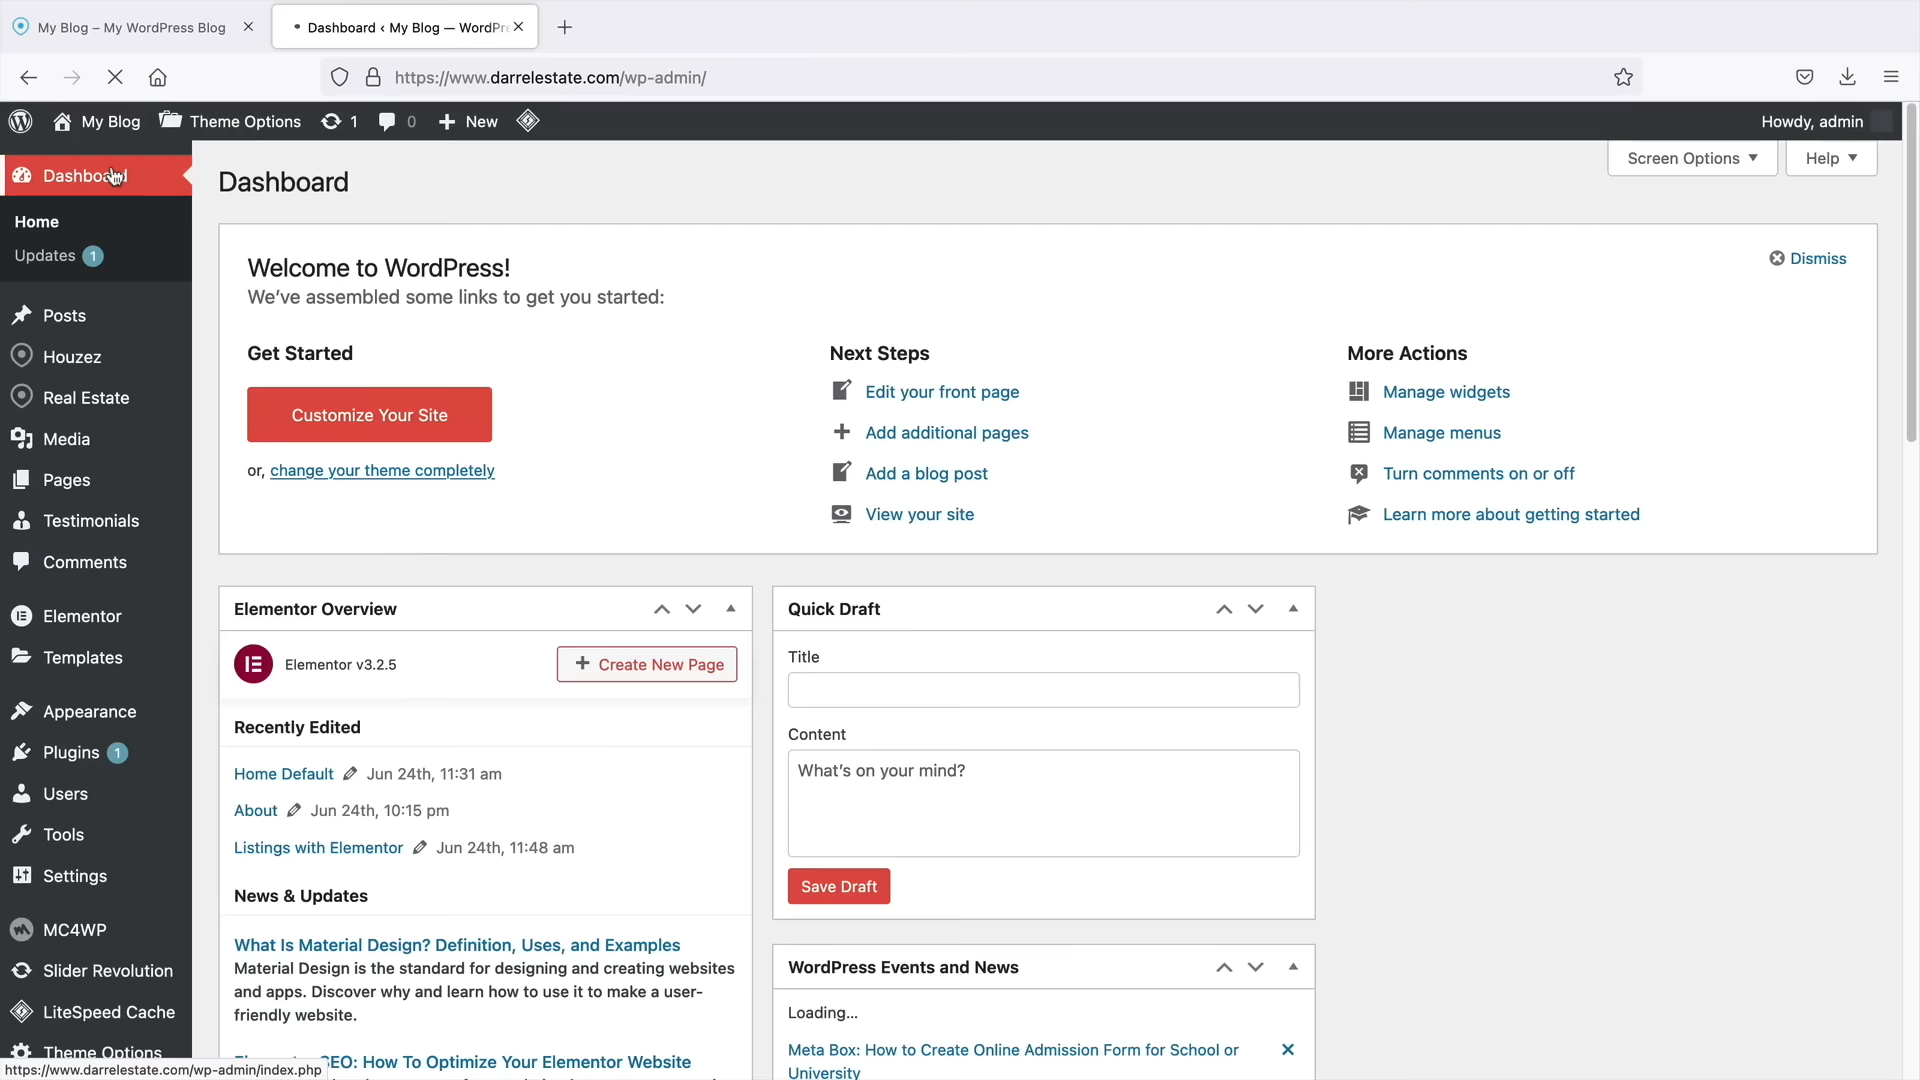 My Blog – My WordPress Blog
Dashboard ‹ My Blog — WordPre
https://www.darrelestate.com/wp-admin/
My Blog
Theme Options
1
0
New
Howdy, admin
Dashboard
Home
Updates 1
Posts
Houzez
Real Estate
Media
Pages
Testimonials
Comments
Elementor
Templates
Appearance
Plugins 1
Users
Tools
Settings
MC4WP
Slider Revolution
LiteSpeed Cache
Theme Options
https://www.darrelestate.com/wp-admin/index.php
Dashboard
Screen Options
Help
Welcome to WordPress!
We've assembled some links to get you started:
Dismiss
Get Started
Customize Your Site
or, change your theme completely
Next Steps
Edit your front page
Add additional pages
Add a blog post
View your site
More Actions
Manage widgets
Manage menus
Turn comments on or off
Learn more about getting started
Elementor Overview
Elementor v3.2.5
Create New Page
Recently Edited
Home Default Jun 24th, 11:31 am
About Jun 24th, 10:15 pm
Listings with Elementor Jun 24th, 11:48 am
News & Updates
What Is Material Design? Definition, Uses, and Examples
Material Design is the standard for designing and creating websites
and apps. Discover why and learn how to use it to make a user-
friendly website.
SEO: How To Optimize Your Elementor Website
Quick Draft
Title
Content
What's on your mind?
Save Draft
WordPress Events and News
Loading...
Meta Box: How to Create Online Admission Form for School or
University